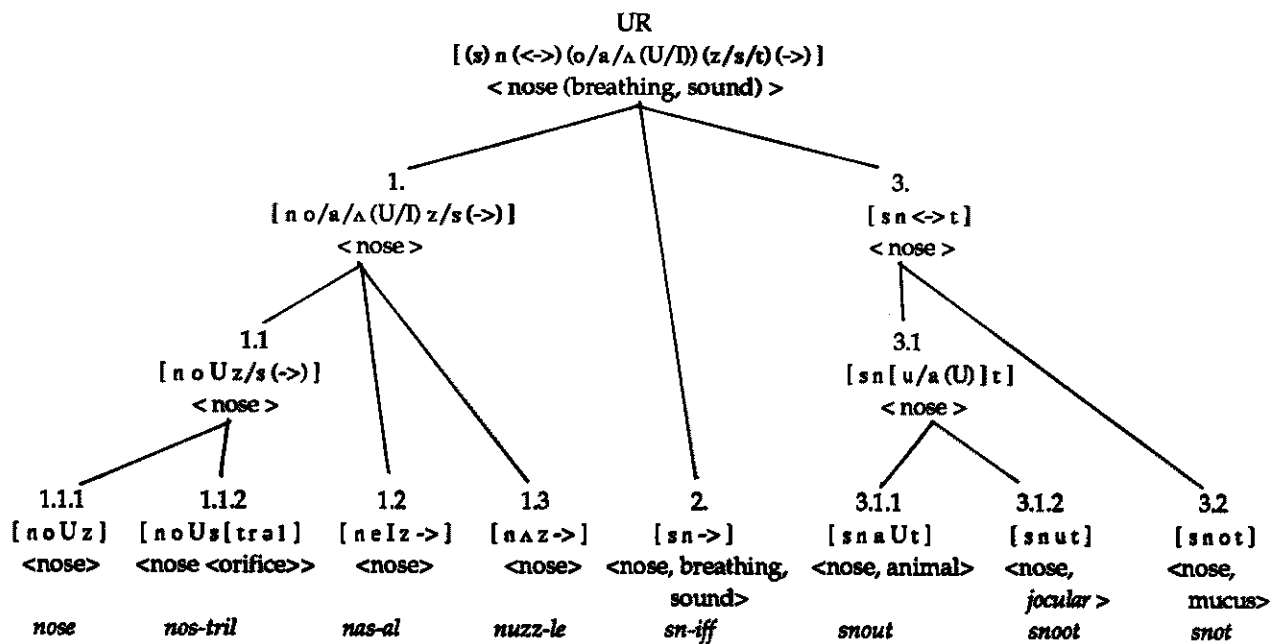 UR
[ (s) n (<->) (o/a/ʌ (U/I)) (z/s/t) (->) ]
< nose (breathing, sound) >
1.
[ n o/a/ʌ (U/I) z/s (->) ]
< nose >
3.
[ s n <-> t ]
< nose >
1.1
[ n o U z/s (->) ]
< nose >
3.1
[ s n [ u/a (U) ] t ]
< nose >
1.1.1
[ n o U z ]
<nose>
nose
1.1.2
[ n o U s [ t r ə l ]
<nose <orifice>>
nos-tril
1.2
[ n e I z -> ]
<nose>
nas-al
1.3
[ n ʌ z -> ]
<nose>
nuzz-le
2.
[ s n -> ]
<nose, breathing,
sound>
sn-iff
3.1.1
[ s n a U t ]
<nose, animal>
snout
3.1.2
[ s n u t ]
<nose,
jocular >
snoot
3.2
[ s n o t ]
<nose,
mucus>
snot